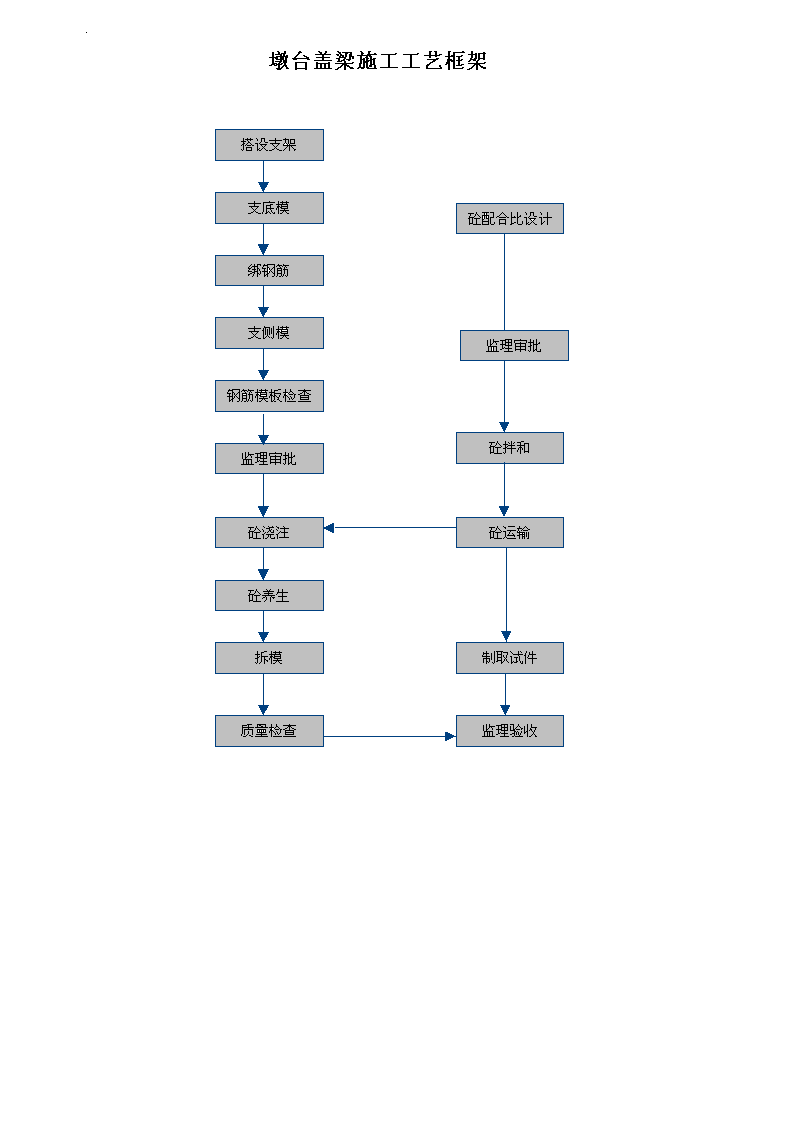 墩台盖梁施工工艺框架
搭设支架
支底模
砼配合比设计
绑钢筋
支侧模
监理审批
钢筋模板检查
砼拌和
监理审批
砼浇注
砼运输
砼养生
拆模
制取试件
质量检查
监理验收